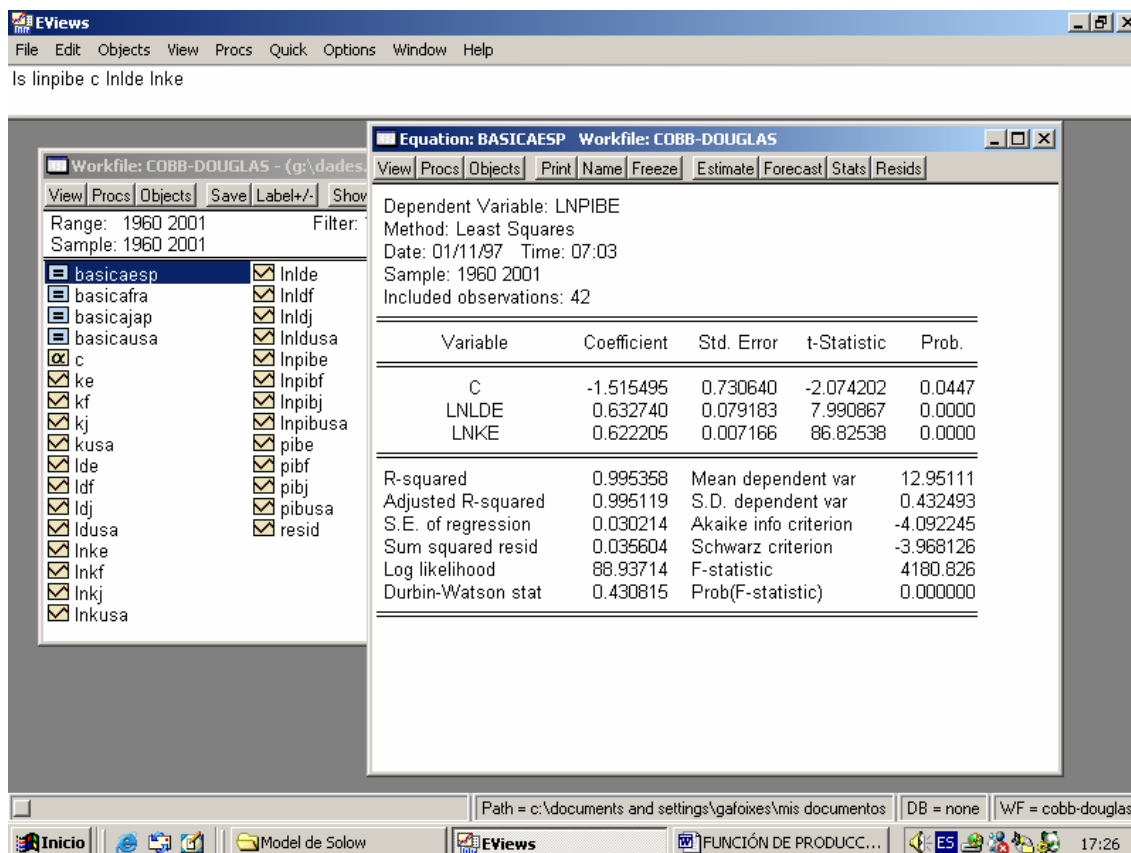 EViews
File Edit Objects View Procs Quick Options Window Help
ls linpibe c lnlde lnke
Workfile: COBB-DOUGLAS - (g:\dades.
View Procs Objects Save Label+/- Show
Range: 1960 2001 Filter:
Sample: 1960 2001
basicaesp
basicafra
basicajap
basicausa
c
ke
kf
kj
kusa
lde
ldf
ldj
ldusa
lnke
lnkf
lnkj
lnkusa
lnlde
lnldf
lnldj
lnldusa
lnpibe
lnpibf
lnpibj
lnpibusa
pibe
pibf
pibj
pibusa
resid
Equation: BASICAESP Workfile: COBB-DOUGLAS
View Procs Objects Print Name Freeze Estimate Forecast Stats Resids
Dependent Variable: LNPIBE
Method: Least Squares
Date: 01/11/97 Time: 07:03
Sample: 1960 2001
Included observations: 42
Variable Coefficient Std. Error t-Statistic Prob.
C -1.515495 0.730640 -2.074202 0.0447
LNLDE 0.632740 0.079183 7.990867 0.0000
LNKE 0.622205 0.007166 86.82538 0.0000
R-squared 0.995358 Mean dependent var 12.95111
Adjusted R-squared 0.995119 S.D. dependent var 0.432493
S.E. of regression 0.030214 Akaike info criterion -4.092245
Sum squared resid 0.035604 Schwarz criterion -3.968126
Log likelihood 88.93714 F-statistic 4180.826
Durbin-Watson stat 0.430815 Prob(F-statistic) 0.000000
Path = c:\documents and settings\gafoixes\mis documentos DB = none WF = cobb-douglas
Inicio Model de Solow EViews FUNCIÓN DE PRODUCC... ES 17:26